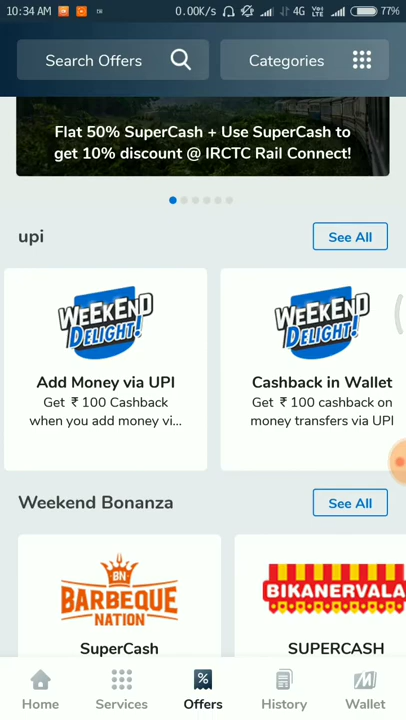 10:34 AM
0.00K/s
4G
VoLTE
77%
Search Offers
Categories
Flat 50% SuperCash + Use SuperCash to
get 10% discount @ IRCTC Rail Connect!
upi
See All
WEEKEND
DELIGHT!
Add Money via UPI
Get ₹ 100 Cashback
when you add money vi...
WEEKEND
DELIGHT!
Cashback in Wallet
Get ₹ 100 cashback on
money transfers via UPI
Weekend Bonanza
See All
BN
BARBEQUE
NATION
SuperCash
BIKANERVALA
SUPERCASH
Home
Services
Offers
History
Wallet